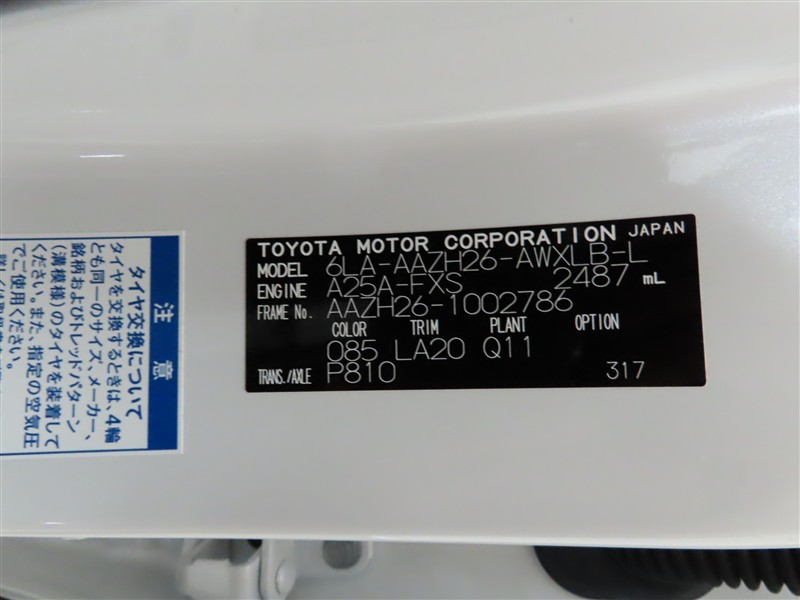 TOYOTA MOTOR CORPORATION JAPAN
MODEL 6LA-AAZH26-AWXLB-L
ENGINE A25A-FXS 2487 mL
FRAME No. AAZH26-1002786
COLOR TRIM PLANT OPTION
085 LA20 Q11
TRANS./AXLE P810 317
注意
タイヤ交換について
タイヤを交換するときは、4輪
とも同一のサイズ、メーカー、
銘柄およびトレッドパターン
(溝模様)のタイヤを装着して
ください。また、指定の空気圧
でご使用ください。